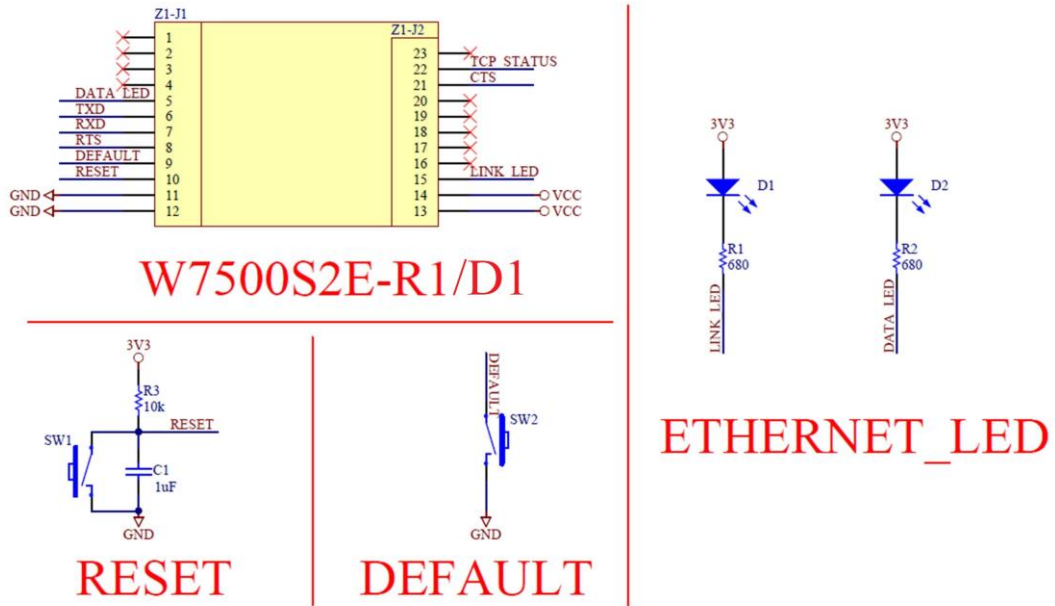 Z1-J1
Z1-J2
1
2
3
4
DATA_LED 5
TXD 6
RXD 7
RTS 8
DEFAULT 9
RESET 10
GND 11
GND 12
23
22 TCP_STATUS
21 CTS
20
19
18
17
16
15 LINK_LED
14 VCC
13 VCC
W7500S2E-R1/D1
3V3
D1
R1
680
LINK_LED
3V3
D2
R2
680
DATA_LED
ETHERNET_LED
3V3
R3
10k
RESET
SW1
C1
1uF
GND
RESET
DEFAULT
SW2
GND
DEFAULT